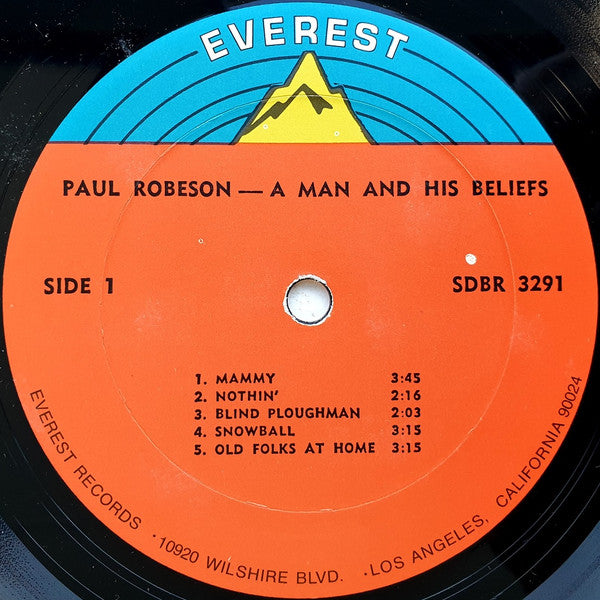 EVEREST
PAUL ROBESON — A MAN AND HIS BELIEFS
SIDE 1
SDBR 3291
1. MAMMY 3:45
2. NOTHIN' 2:16
3. BLIND PLOUGHMAN 2:03
4. SNOWBALL 3:15
5. OLD FOLKS AT HOME 3:15
EVEREST RECORDS · 10920 WILSHIRE BLVD. · LOS ANGELES, CALIFORNIA 90024